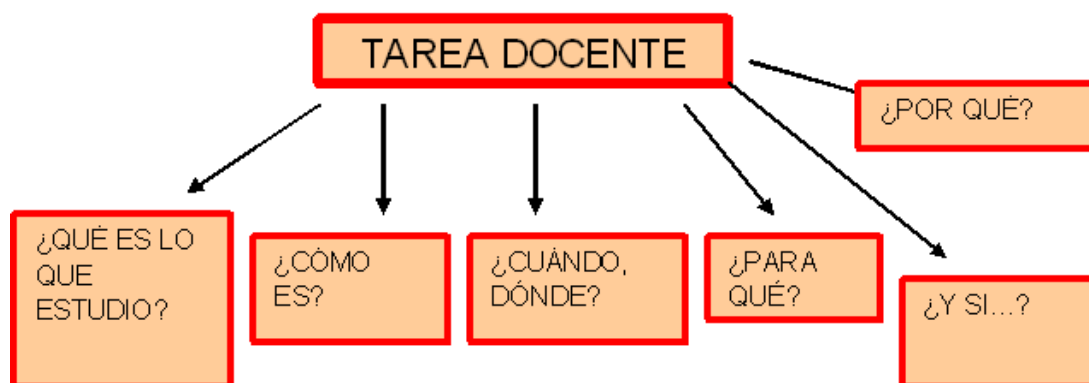 TAREA DOCENTE
¿POR QUÉ?
¿QUÉ ES LO
QUE
ESTUDIO?
¿CÓMO
ES?
¿CUÁNDO,
DÓNDE?
¿PARA
QUÉ?
¿Y SI...?